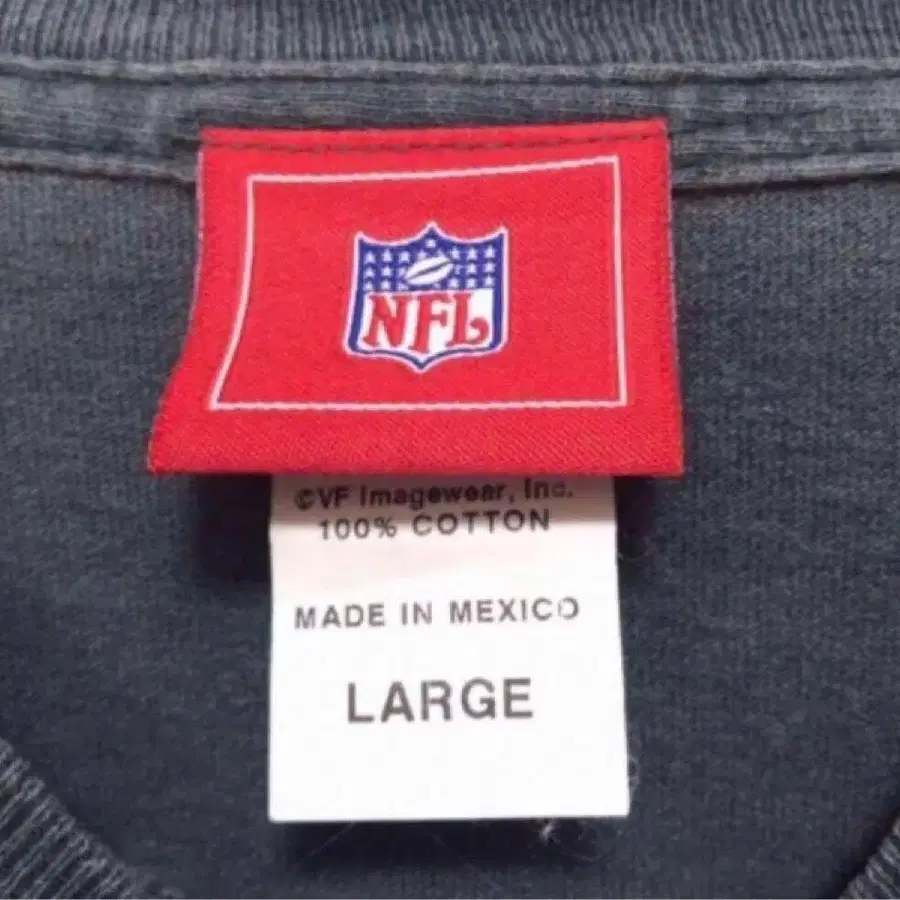 NFL
©VF Imagewear, Inc.
100% COTTON
MADE IN MEXICO
LARGE